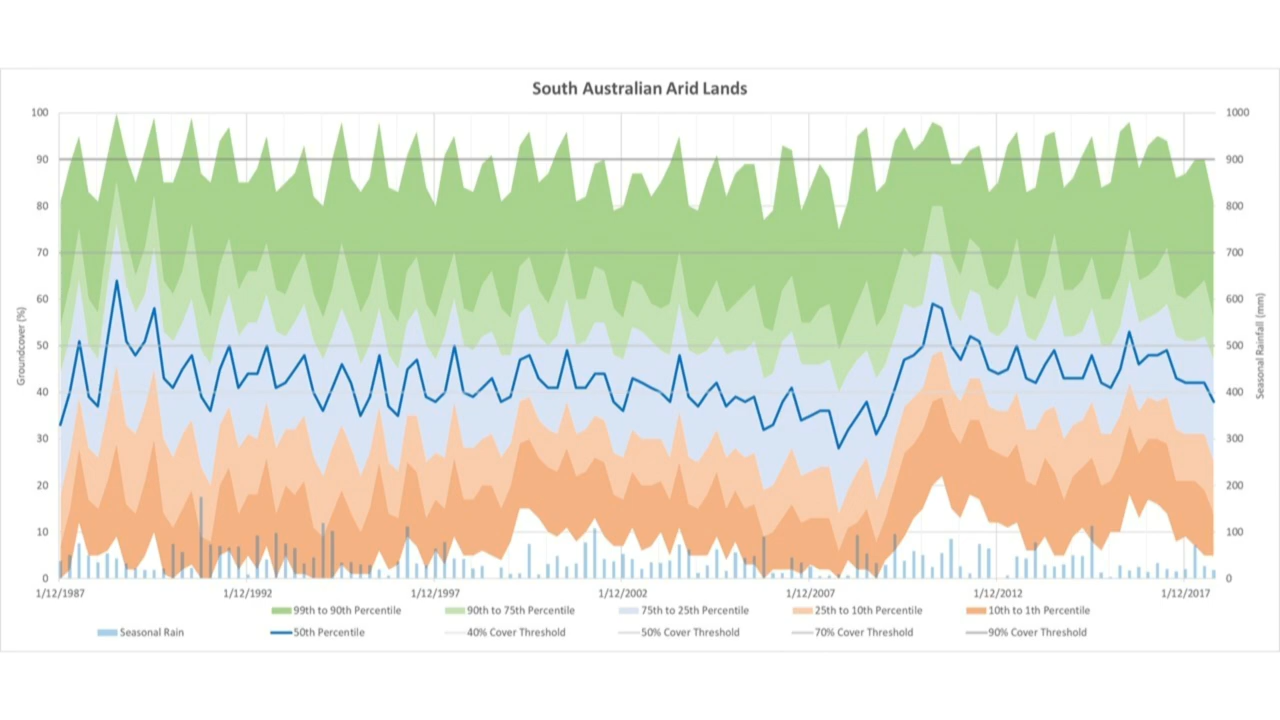 South Australian Arid Lands
100 1000
90 900
80 800
70 700
60 600
50 500
40 400
30 300
20 200
10 100
0 0
Groundcover (%)
Seasonal Rainfall (mm)
1/12/1987 1/12/1992 1/12/1997 1/12/2002 1/12/2007 1/12/2012 1/12/2017
99th to 90th Percentile 90th to 75th Percentile 75th to 25th Percentile 25th to 10th Percentile 10th to 1th Percentile
Seasonal Rain 50th Percentile 40% Cover Threshold 50% Cover Threshold 70% Cover Threshold 90% Cover Threshold